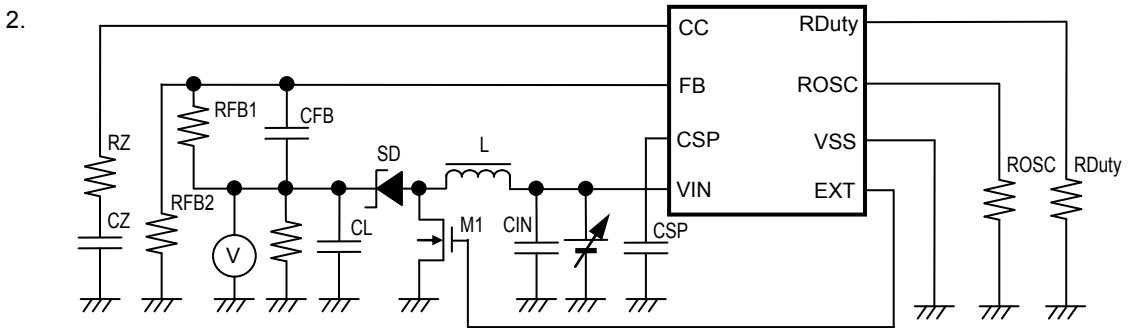 2.
CC
RDuty
FB
ROSC
CSP
VSS
VIN
EXT
RFB1
CFB
RZ
SD
L
ROSC
RDuty
RFB2
CZ
CL
M1
CIN
CSP
V